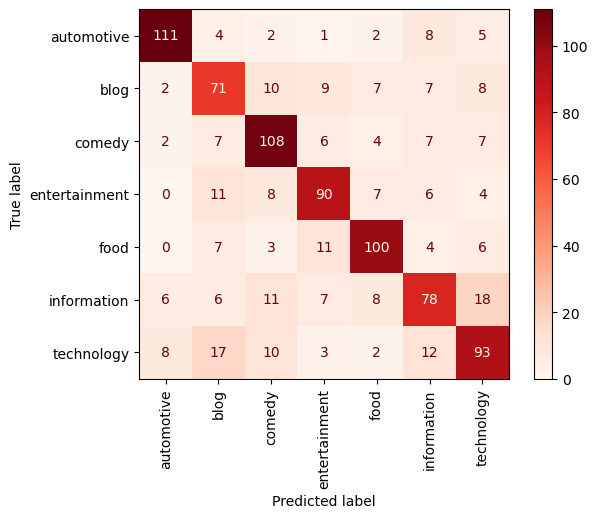 automotive 111 4 2 1 2 8 5
blog 2 71 10 9 7 7 8
comedy 2 7 108 6 4 7 7
entertainment 0 11 8 90 7 6 4
food 0 7 3 11 100 4 6
information 6 6 11 7 8 78 18
technology 8 17 10 3 2 12 93
True label
automotive
blog
comedy
entertainment
food
information
technology
Predicted label
100
80
60
40
20
0